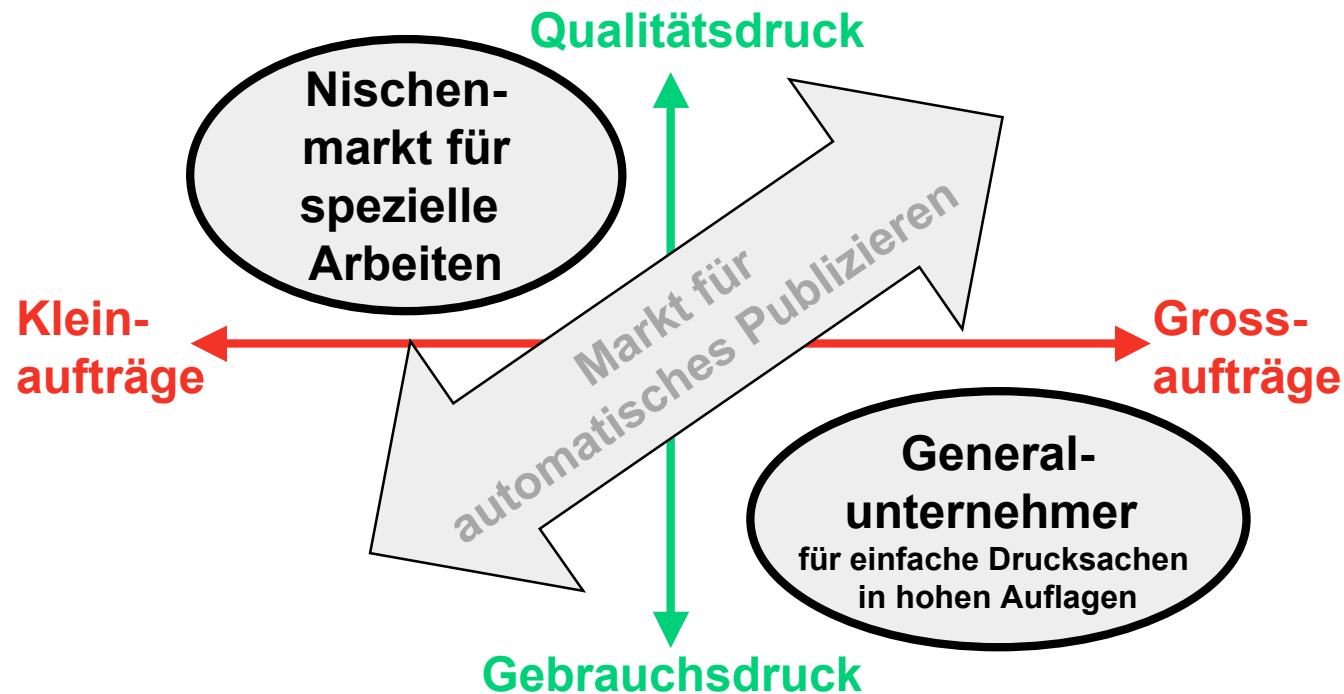 Qualitätsdruck
Nischen-
markt für
spezielle
Arbeiten
Klein-
aufträge
Markt für
automatisches Publizieren
Gross-
aufträge
General-
unternehmer
für einfache Drucksachen
in hohen Auflagen
Gebrauchsdruck